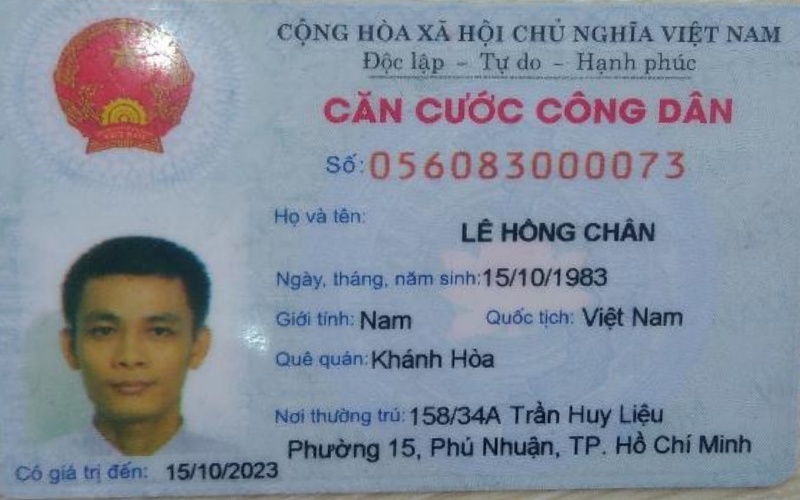 CỘNG HÒA XÃ HỘI CHỦ NGHĨA VIỆT NAM
Độc lập – Tự do – Hạnh phúc
CĂN CƯỚC CÔNG DÂN
Số: 056083000073
Họ và tên:
LÊ HỒNG CHÂN
Ngày, tháng, năm sinh: 15/10/1983
Giới tính: Nam Quốc tịch: Việt Nam
Quê quán: Khánh Hòa
Nơi thường trú: 158/34A Trần Huy Liệu
Phường 15, Phú Nhuận, TP. Hồ Chí Minh
Có giá trị đến: 15/10/2023